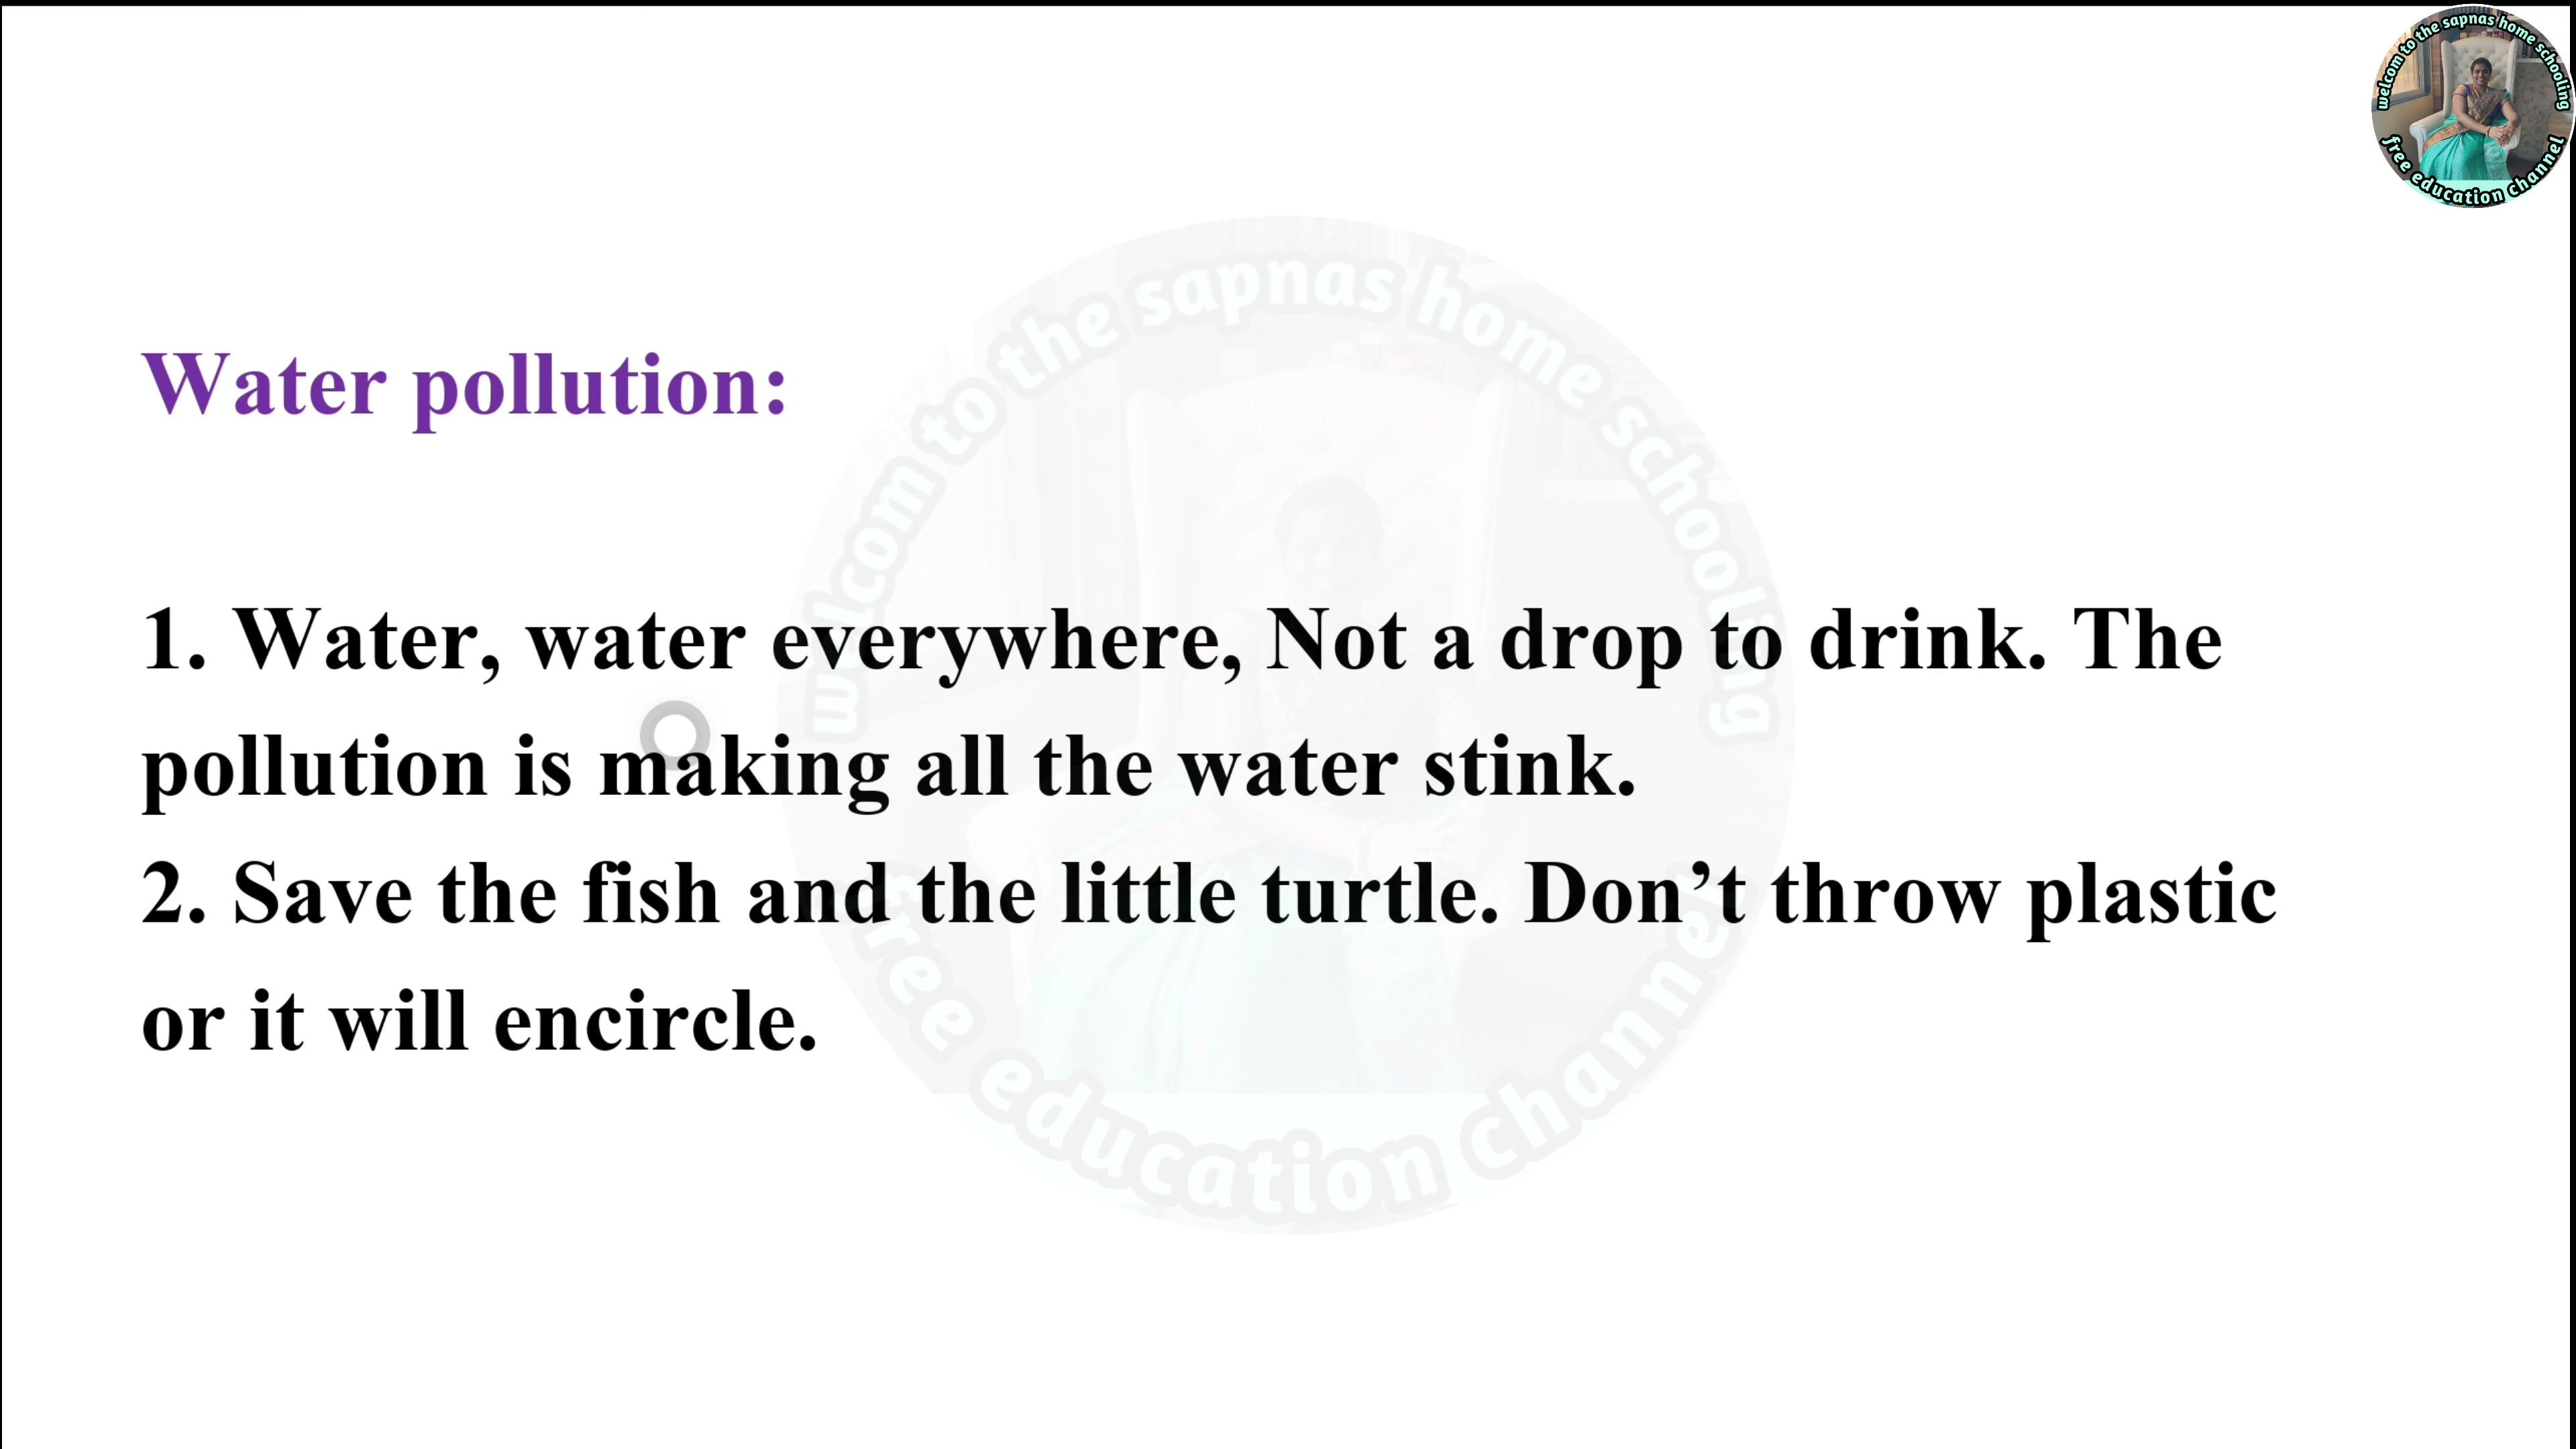 welcom to the sapnas home schooling
free education channel
welcom to the sapnas home schooling
Water pollution:
1. Water, water everywhere, Not a drop to drink. The
pollution is making all the water stink.
2. Save the fish and the little turtle. Don’t throw plastic
or it will encircle.
free education channel